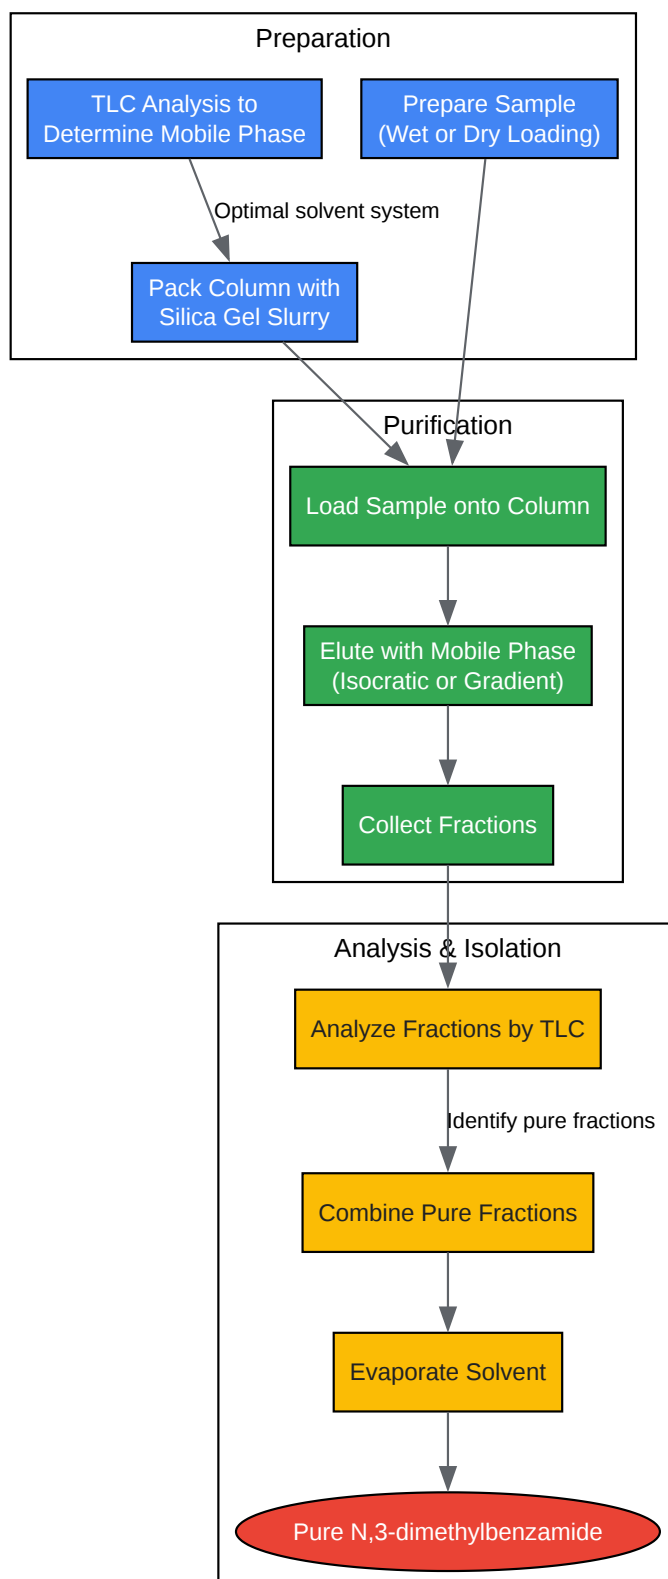 Preparation
TLC Analysis to
Determine Mobile Phase
Prepare Sample
(Wet or Dry Loading)
Optimal solvent system
Pack Column with
Silica Gel Slurry
Purification
Load Sample onto Column
Elute with Mobile Phase
(Isocratic or Gradient)
Collect Fractions
Analysis & Isolation
Analyze Fractions by TLC
Identify pure fractions
Combine Pure Fractions
Evaporate Solvent
Pure N,3-dimethylbenzamide